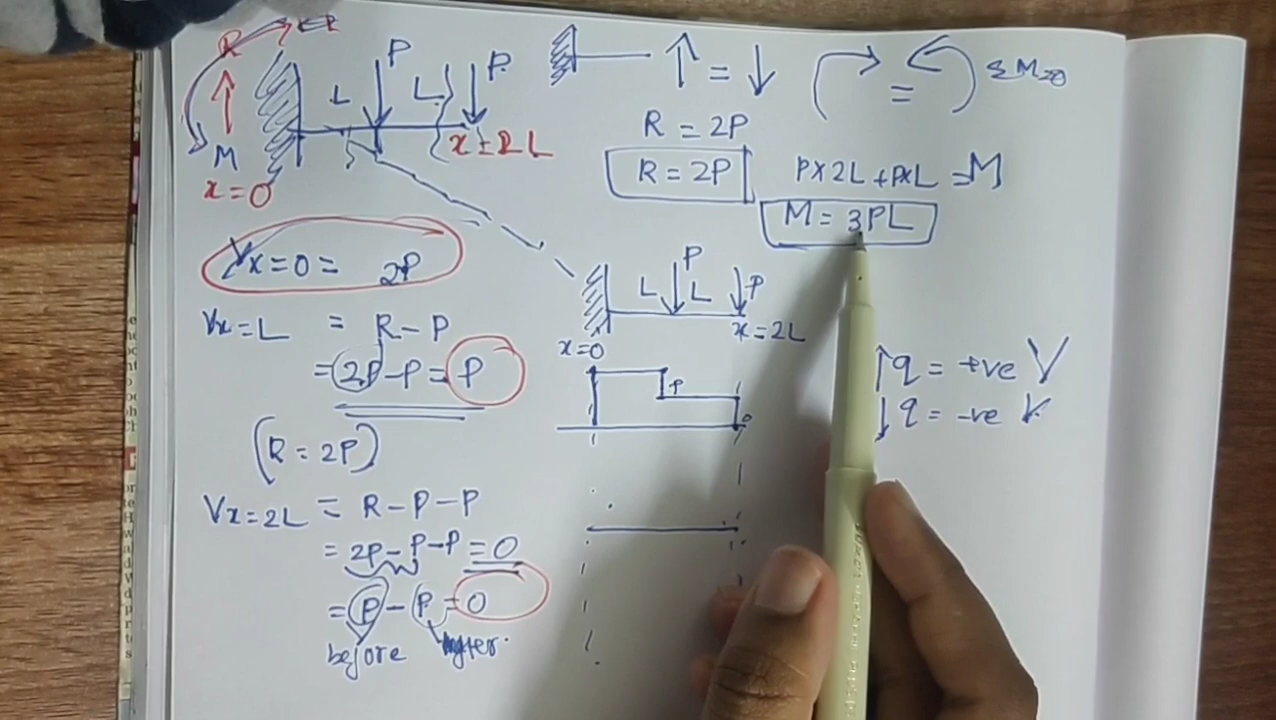 R
P
P
L
L
M
x = 2L
x=0
ΣM=0
R = 2P
R = 2P
P×2L + P×L = M
M = 3PL
Vx=0 = 2P
Vx=L = R-P
= 2P-P = P
(R = 2P)
Vx=2L = R-P-P
= 2P-P-P = 0
= P-P=0
before
P
L
L
P
x=0
x=2L
P
0
↑q = +ve V
↓q = -ve V